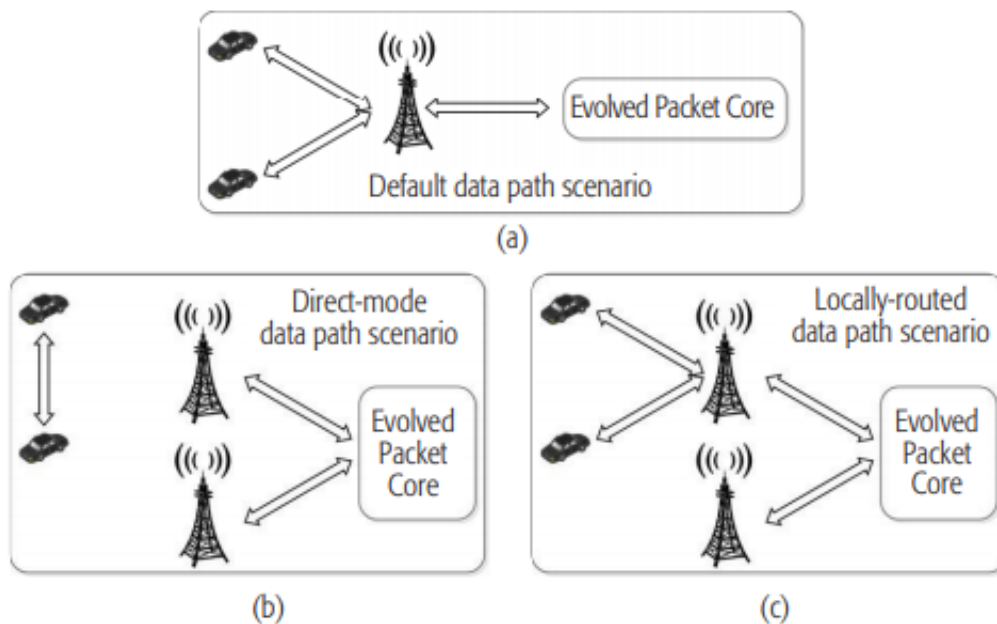 Evolved Packet Core
Default data path scenario
(a)
Direct-mode
data path scenario
Evolved
Packet
Core
(b)
Locally-routed
data path scenario
Evolved
Packet
Core
(c)